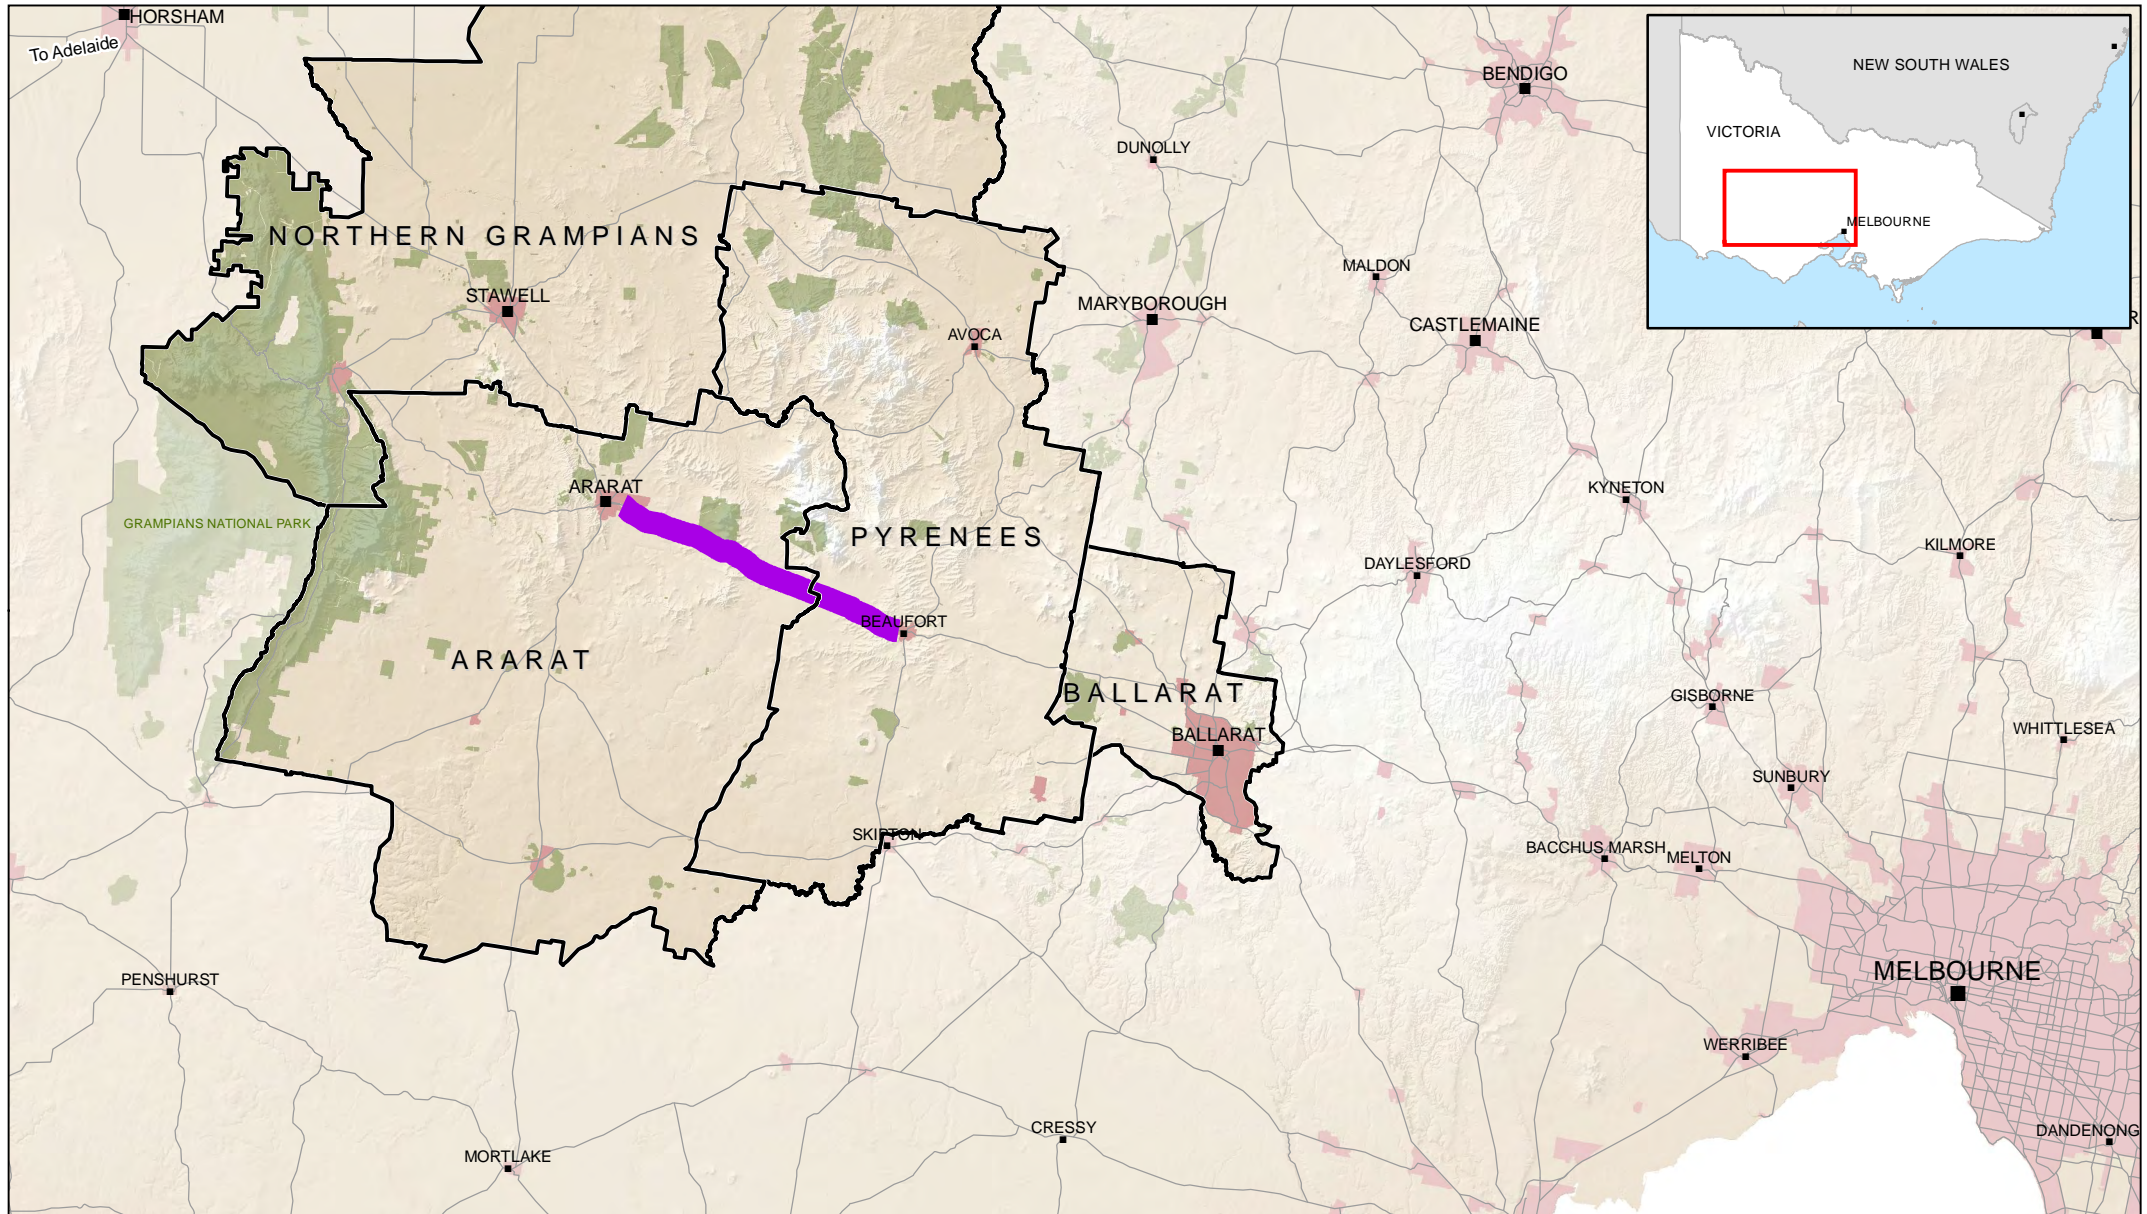 HORSHAM
To Adelaide
BENDIGO
NEW SOUTH WALES
VICTORIA
MELBOURNE
DUNOLLY
NORTHERN GRAMPIANS
STAWELL
MALDON
MARYBOROUGH
CASTLEMAINE
AVOCA
ARARAT
KYNETON
GRAMPIANS NATIONAL PARK
PYRENEES
KILMORE
DAYLESFORD
BEAUFORT
ARARAT
BALLARAT
GISBORNE
WHITTLESEA
BALLARAT
SUNBURY
SKIPTON
BACCHUS MARSH
MELTON
PENSHURST
MELBOURNE
WERRIBEE
CRESSY
DANDENONG
MORTLAKE